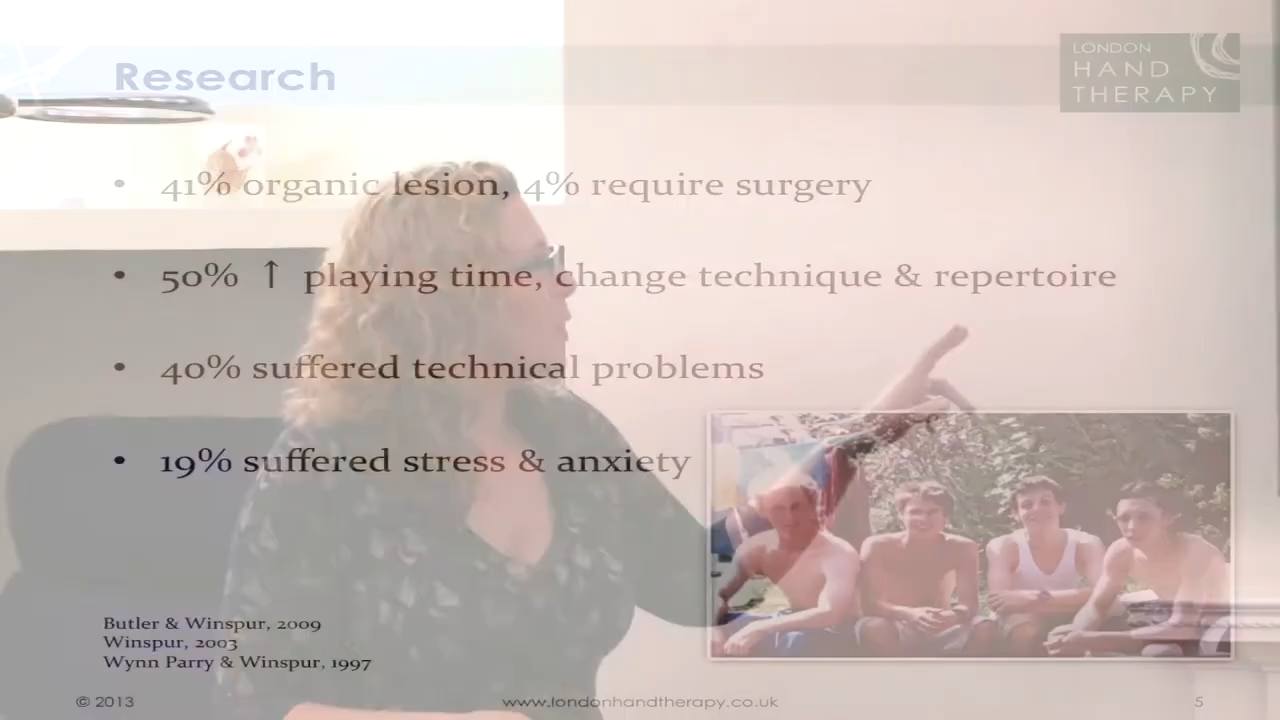 Research
LONDON
HAND
THERAPY
• 41% organic lesion, 4% require surgery
• 50% ↑ playing time, change technique & repertoire
• 40% suffered technical problems
• 19% suffered stress & anxiety
Butler & Winspur, 2009
Winspur, 2003
Wynn Parry & Winspur, 1997
© 2013
www.londonhandtherapy.co.uk
5